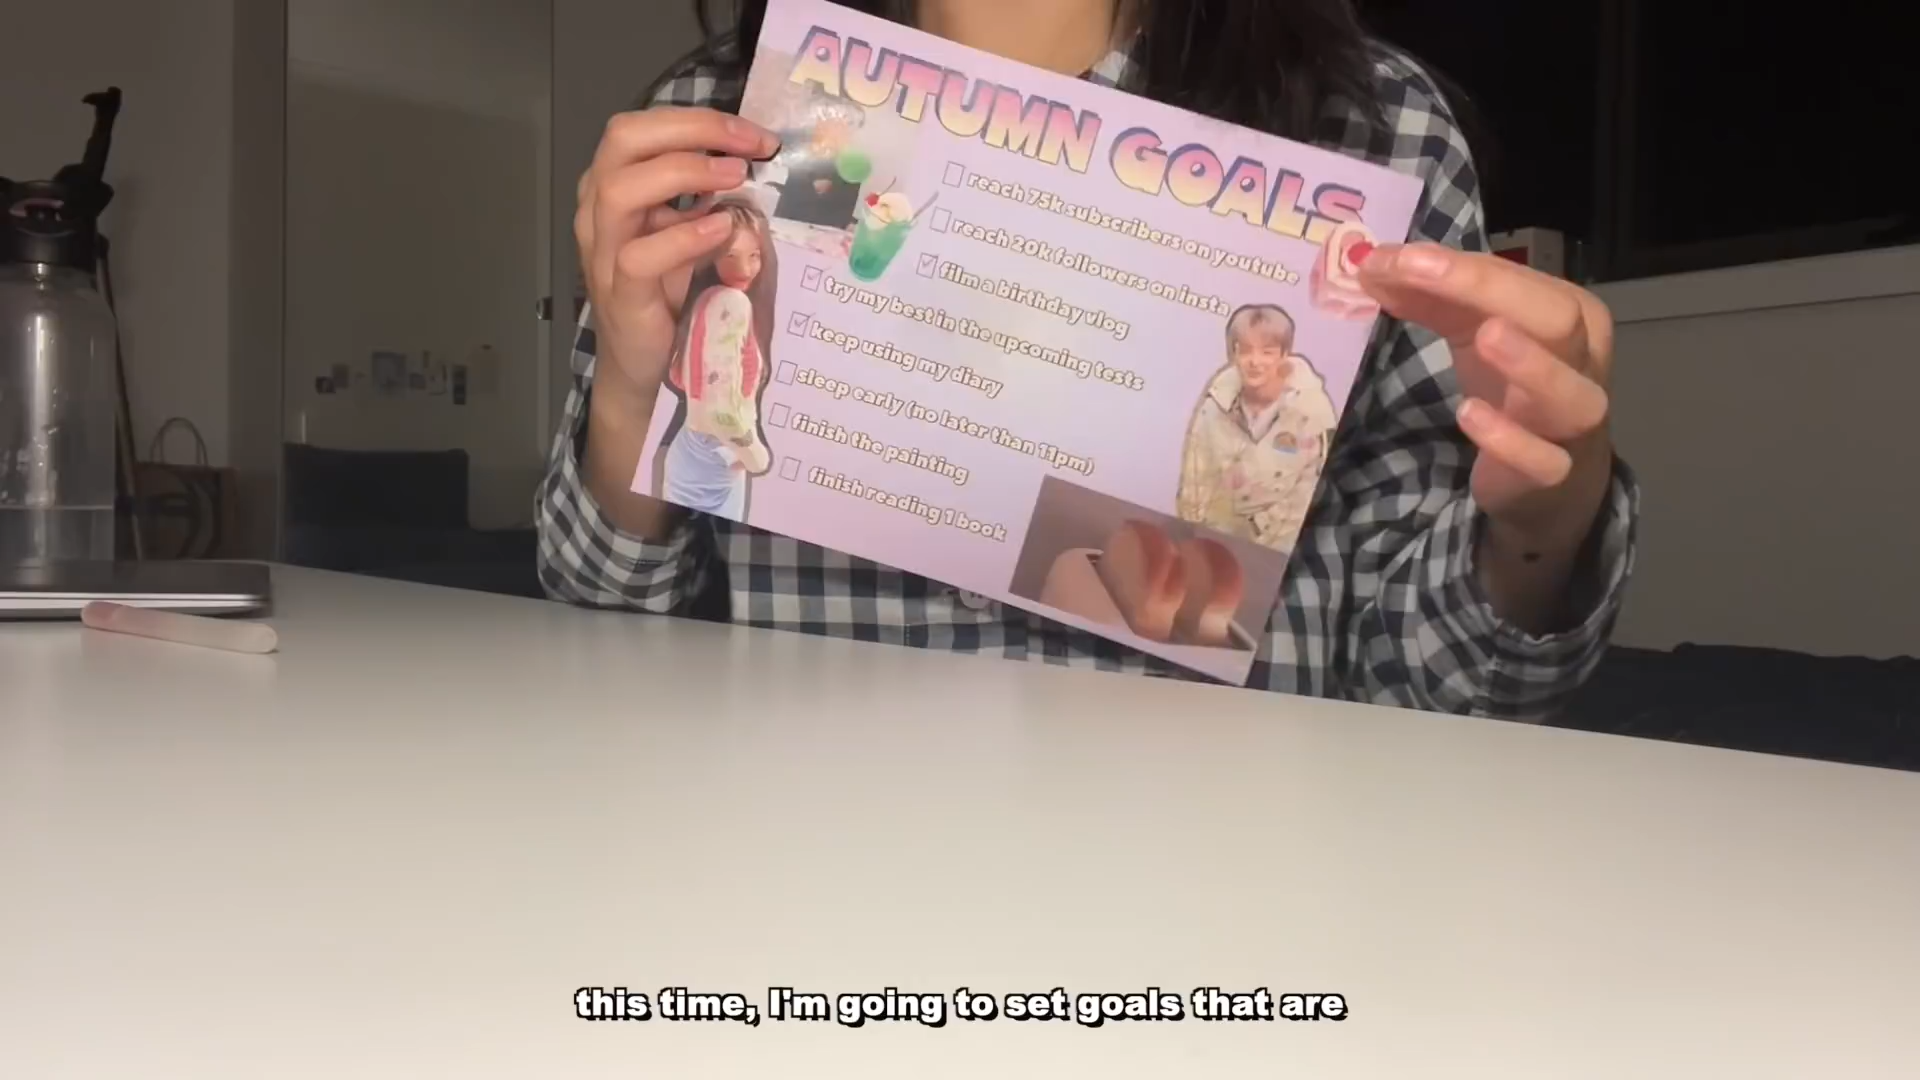 AUTUMN GOALS
reach 75k subscribers on youtube
reach 20k followers on insta
film a birthday vlog
try my best in the upcoming tests
keep using my diary
sleep early (no later than 11pm)
finish the painting
finish reading 1 book
this time, I'm going to set goals that are